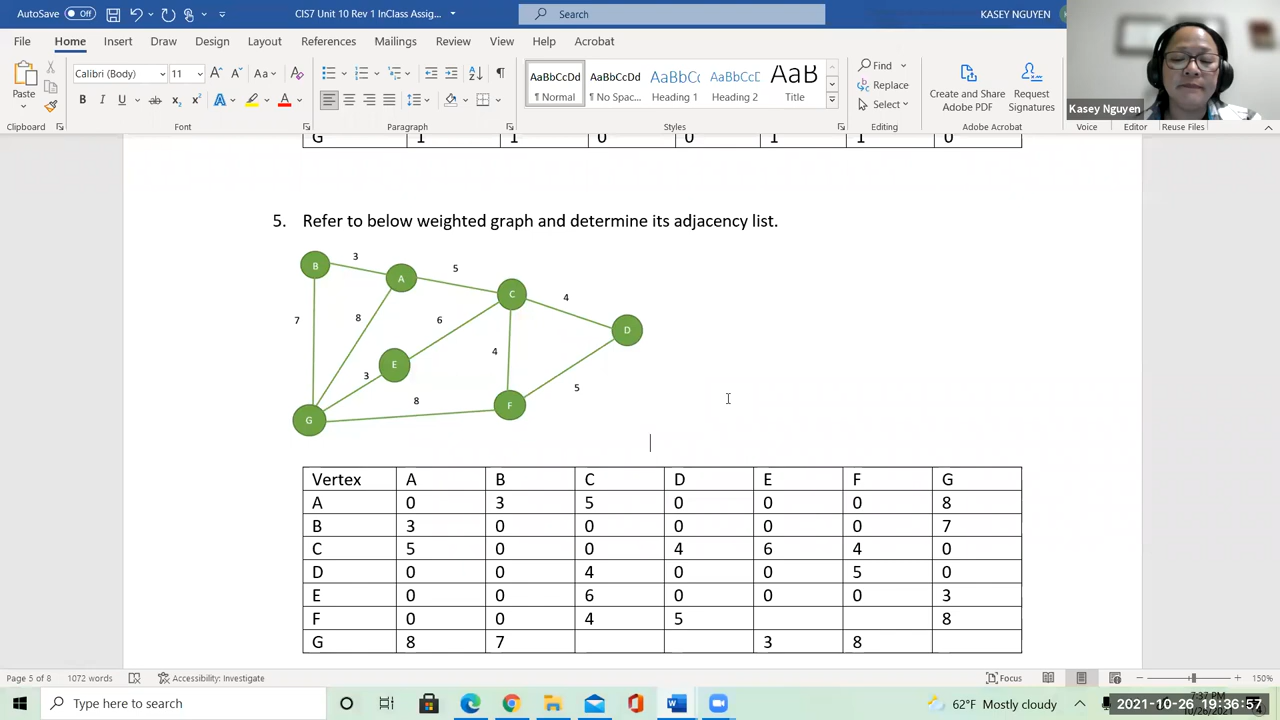 AutoSave Off CIS7 Unit 10 Rev 1 InClass Assig... Search KASEY NGUYEN
File Home Insert Draw Design Layout References Mailings Review View Help Acrobat
Paste Calibri (Body) 11 AaBbCcDd ¶ Normal AaBbCcDd ¶ No Spac... AaBbCc Heading 1 AaBbCcE Heading 2 AaB Title Find Replace Select Create and Share Adobe PDF Request Signatures
Kasey Nguyen
Clipboard Font Paragraph Styles Editing Adobe Acrobat Voice Editor Reuse Files
G 1 1 0 0 1 1 0
5. Refer to below weighted graph and determine its adjacency list.
B 3 A 5 C 4 D
7 8 6 4
E 3 5
G 8 F
Vertex A B C D E F G
A 0 3 5 0 0 0 8
B 3 0 0 0 0 0 7
C 5 0 0 4 6 4 0
D 0 0 4 0 0 5 0
E 0 0 6 0 0 0 3
F 0 0 4 5 8
G 8 7 3 8
Page 5 of 8 1072 words Accessibility: Investigate Focus 150%
Type here to search 62°F Mostly cloudy 7:37 PM
2021-10-26 19:36:57
10/26/2021